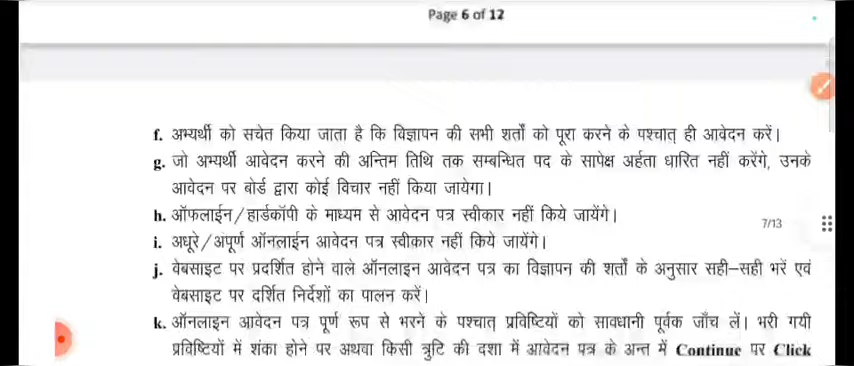 Page 6 of 12
f. अभ्यर्थी को सचेत किया जाता है कि विज्ञापन की सभी शर्तों को पूरा करने के पश्चात् ही आवेदन करें।
g. जो अभ्यर्थी आवेदन करने की अन्तिम तिथि तक सम्बन्धित पद के सापेक्ष अर्हता धारित नहीं करेंगे, उनके
आवेदन पर बोर्ड द्वारा कोई विचार नहीं किया जायेगा।
h. ऑफलाईन/हार्डकॉपी के माध्यम से आवेदन पत्र स्वीकार नहीं किये जायेंगे।
7/13
i. अधूरे/अपूर्ण ऑनलाईन आवेदन पत्र स्वीकार नहीं किये जायेंगे।
j. वेबसाइट पर प्रदर्शित होने वाले ऑनलाइन आवेदन पत्र का विज्ञापन की शर्तों के अनुसार सही–सही भरें एवं
वेबसाइट पर दर्शित निर्देशों का पालन करें।
k. ऑनलाइन आवेदन पत्र पूर्ण रूप से भरने के पश्चात् प्रविष्टियों को सावधानी पूर्वक जाँच लें। भरी गयी
प्रविष्टियों में शंका होने पर अथवा किसी त्रुटि की दशा में आवेदन पत्र के अन्त में Continue पर Click